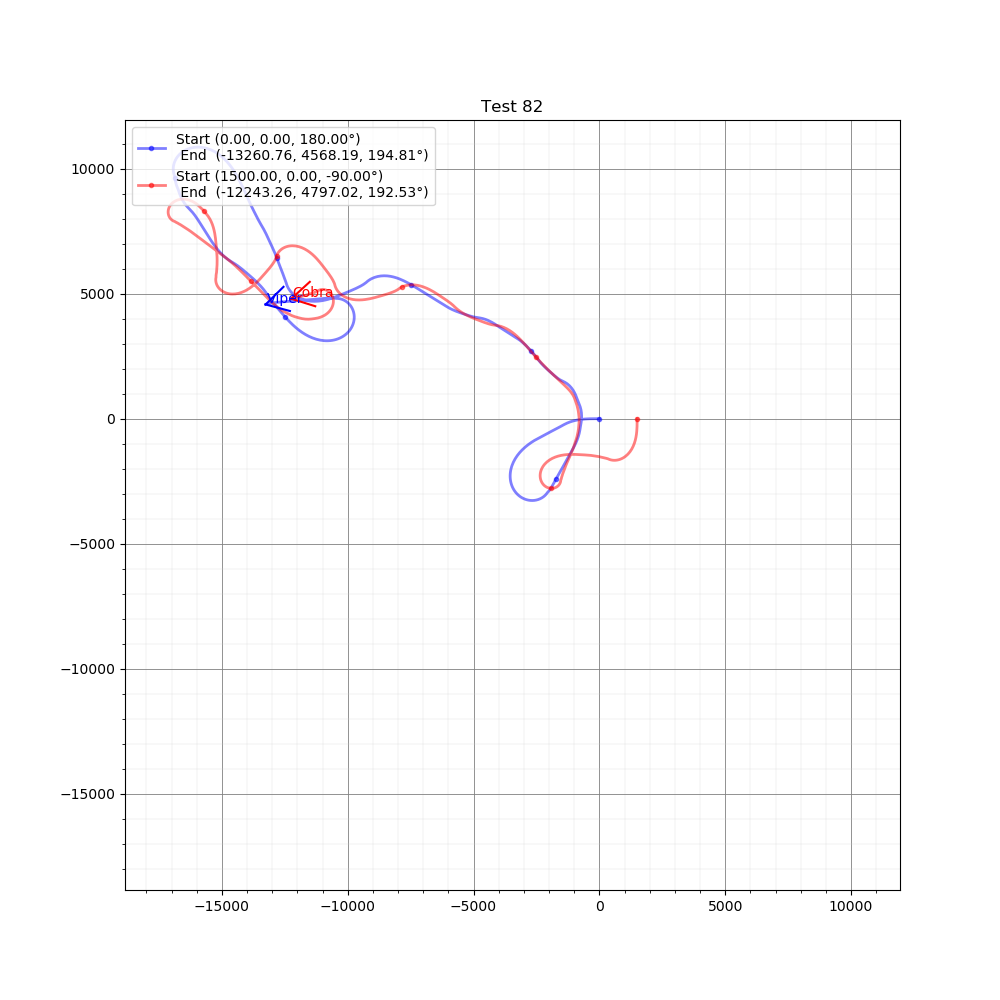 Test 82
Start (0.00, 0.00, 180.00°)
End  (-13260.76, 4568.19, 194.81°)
Start (1500.00, 0.00, -90.00°)
End  (-12243.26, 4797.02, 192.53°)
10000
5000
0
−5000
−10000
−15000
Cobra
Viper
−15000 −10000 −5000 0 5000 10000